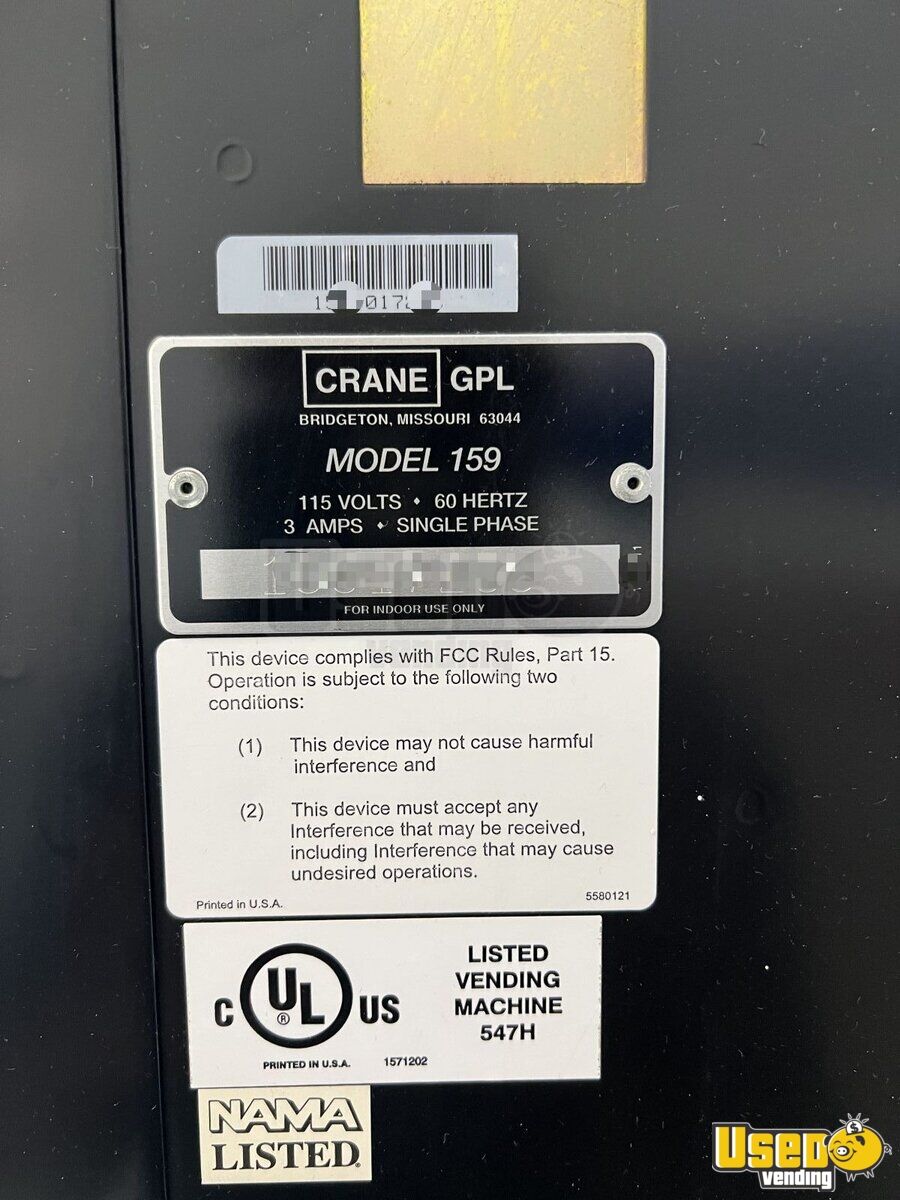 CRANE GPL
BRIDGETON, MISSOURI 63044
MODEL 159
115 VOLTS • 60 HERTZ
3 AMPS • SINGLE PHASE
FOR INDOOR USE ONLY
This device complies with FCC Rules, Part 15.
Operation is subject to the following two
conditions:
(1) This device may not cause harmful
interference and
(2) This device must accept any
Interference that may be received,
including Interference that may cause
undesired operations.
Printed in U.S.A. 5580121
C UL ® US
LISTED
VENDING
MACHINE
547H
PRINTED IN U.S.A. 1571202
NAMA
LISTED
Used
vending